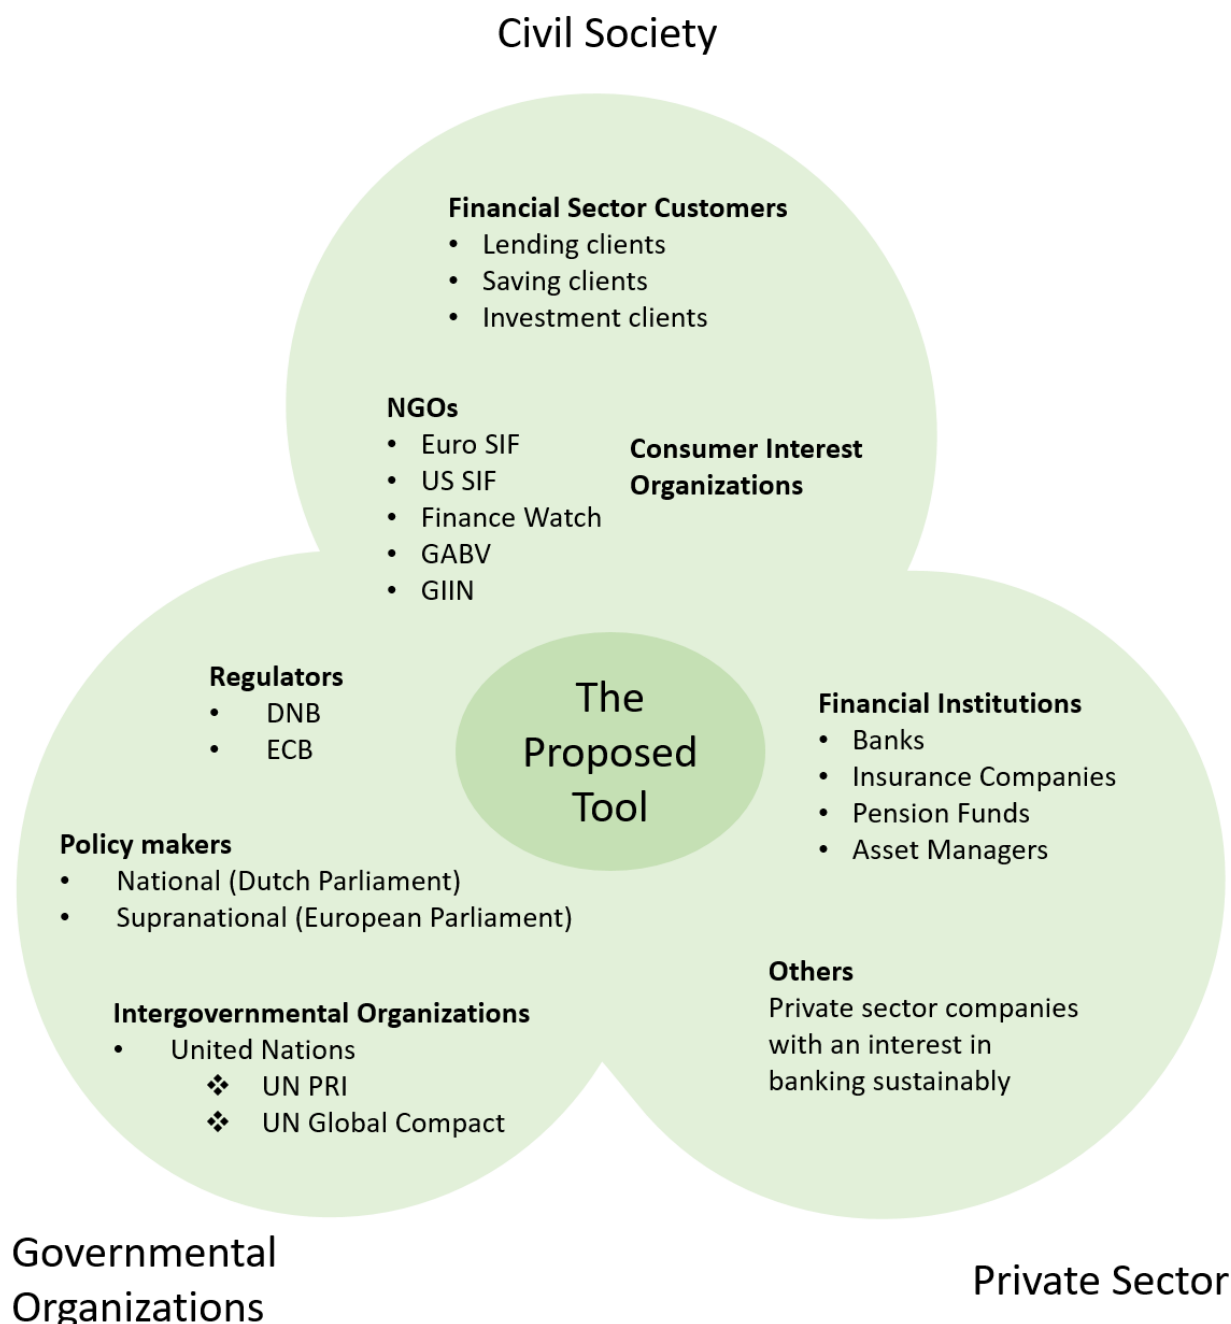 Civil Society
Financial Sector Customers
• Lending clients
• Saving clients
• Investment clients
NGOs
• Euro SIF
• US SIF
• Finance Watch
• GABV
• GIIN
Consumer Interest
Organizations
Regulators
• DNB
• ECB
Policy makers
• National (Dutch Parliament)
• Supranational (European Parliament)
Intergovernmental Organizations
• United Nations
❖ UN PRI
❖ UN Global Compact
The
Proposed
Tool
Financial Institutions
• Banks
• Insurance Companies
• Pension Funds
• Asset Managers
Others
Private sector companies
with an interest in
banking sustainably
Governmental
Organizations
Private Sector